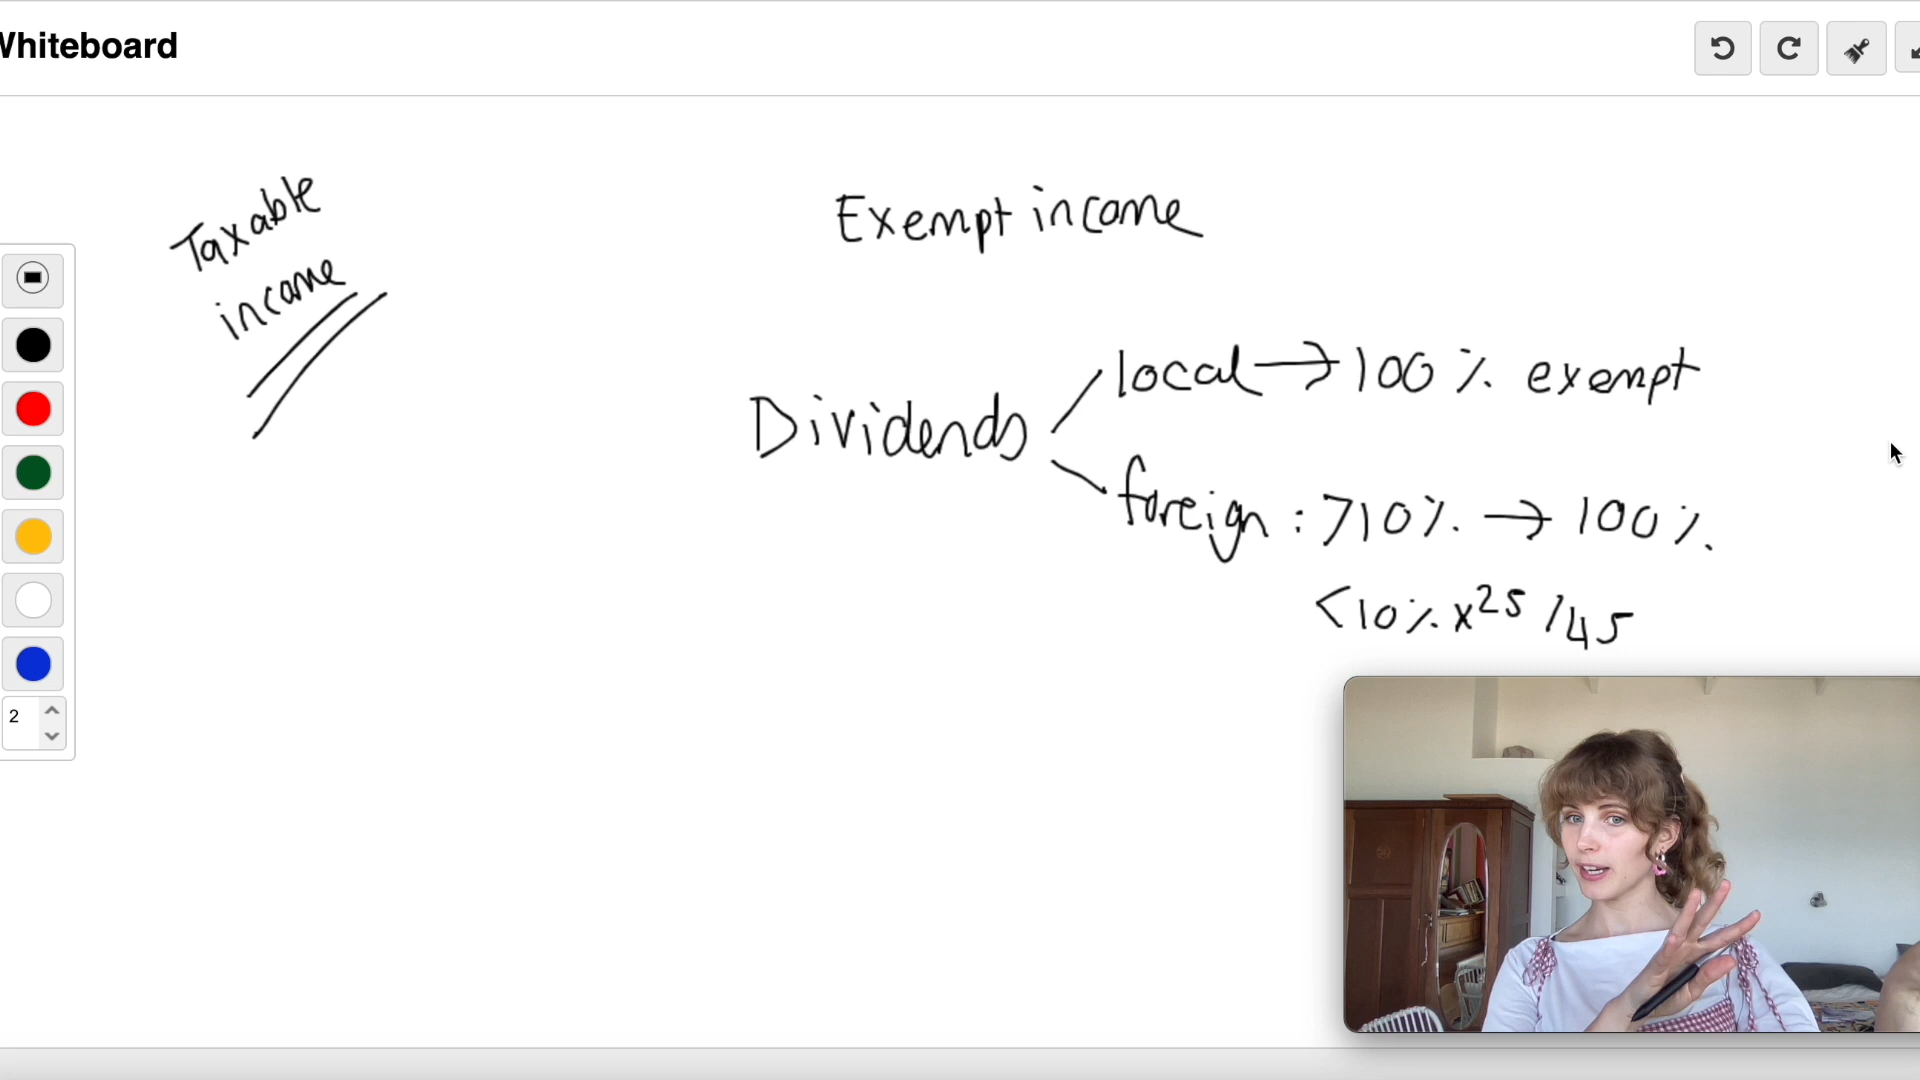 Whiteboard
Taxable
income
Exempt income
Dividends
local → 100 % exempt
foreign : >10% → 100 %.
<10% x 25/45
2